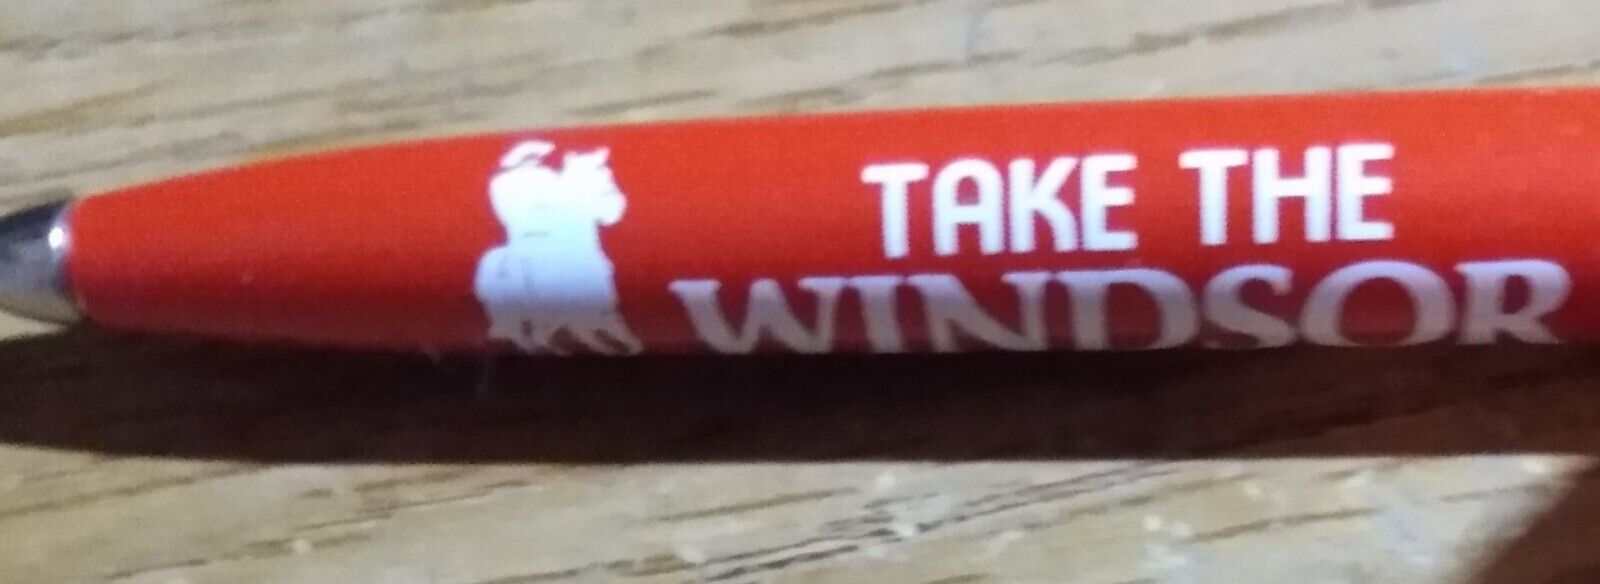 TAKE THE
WINDSOR